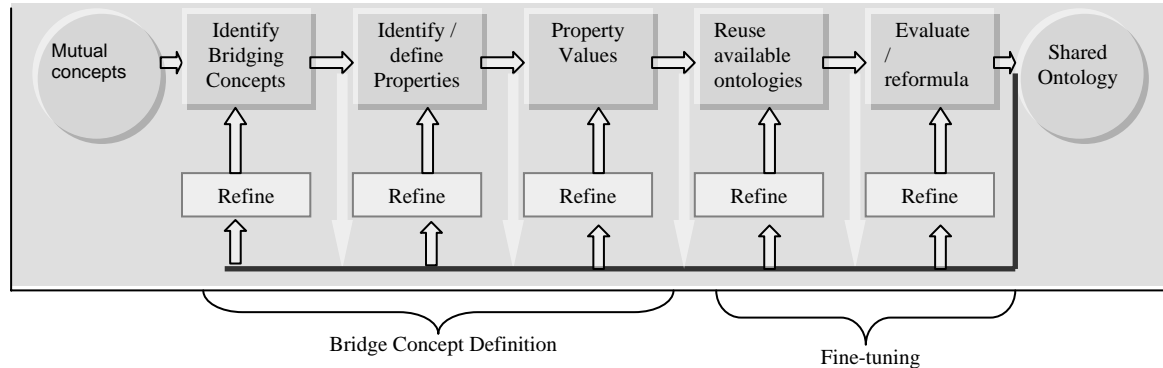 Mutual
concepts
Identify
Bridging
Concepts
Identify /
define
Properties
Property
Values
Reuse
available
ontologies
Evaluate
/
reformula
Shared
Ontology
Refine
Refine
Refine
Refine
Refine
Bridge Concept Definition
Fine-tuning